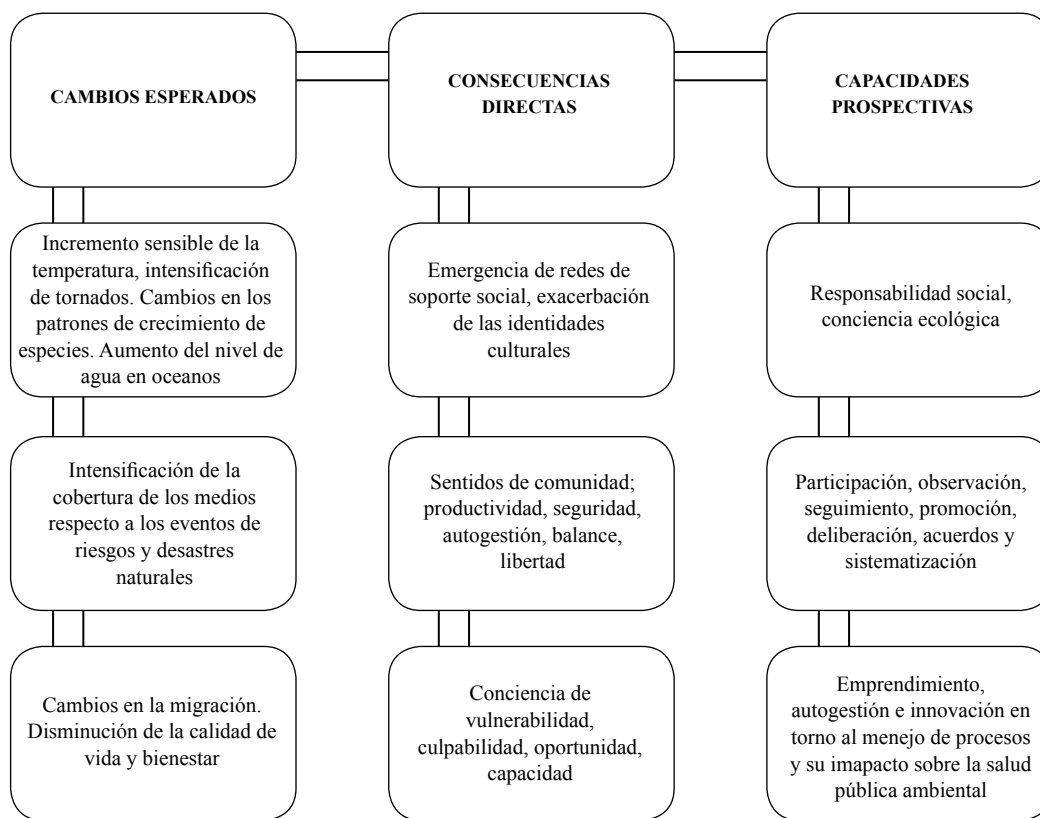 CAMBIOS ESPERADOS
CONSECUENCIAS
DIRECTAS
CAPACIDADES
PROSPECTIVAS
Incremento sensible de la
temperatura, intensificación
de tornados. Cambios en los
patrones de crecimiento de
especies. Aumento del nivel de
agua en oceanos
Emergencia de redes de
soporte social, exacerbación
de las identidades
culturales
Responsabilidad social,
conciencia ecológica
Intensificación de la
cobertura de los medios
respecto a los eventos de
riesgos y desastres
naturales
Sentidos de comunidad;
productividad, seguridad,
autogestión, balance,
libertad
Participación, observación,
seguimiento, promoción,
deliberación, acuerdos y
sistematización
Cambios en la migración.
Disminución de la calidad de
vida y bienestar
Conciencia de
vulnerabilidad,
culpabilidad, oportunidad,
capacidad
Emprendimiento,
autogestión e innovación en
torno al menejo de procesos
y su imapacto sobre la salud
pública ambiental